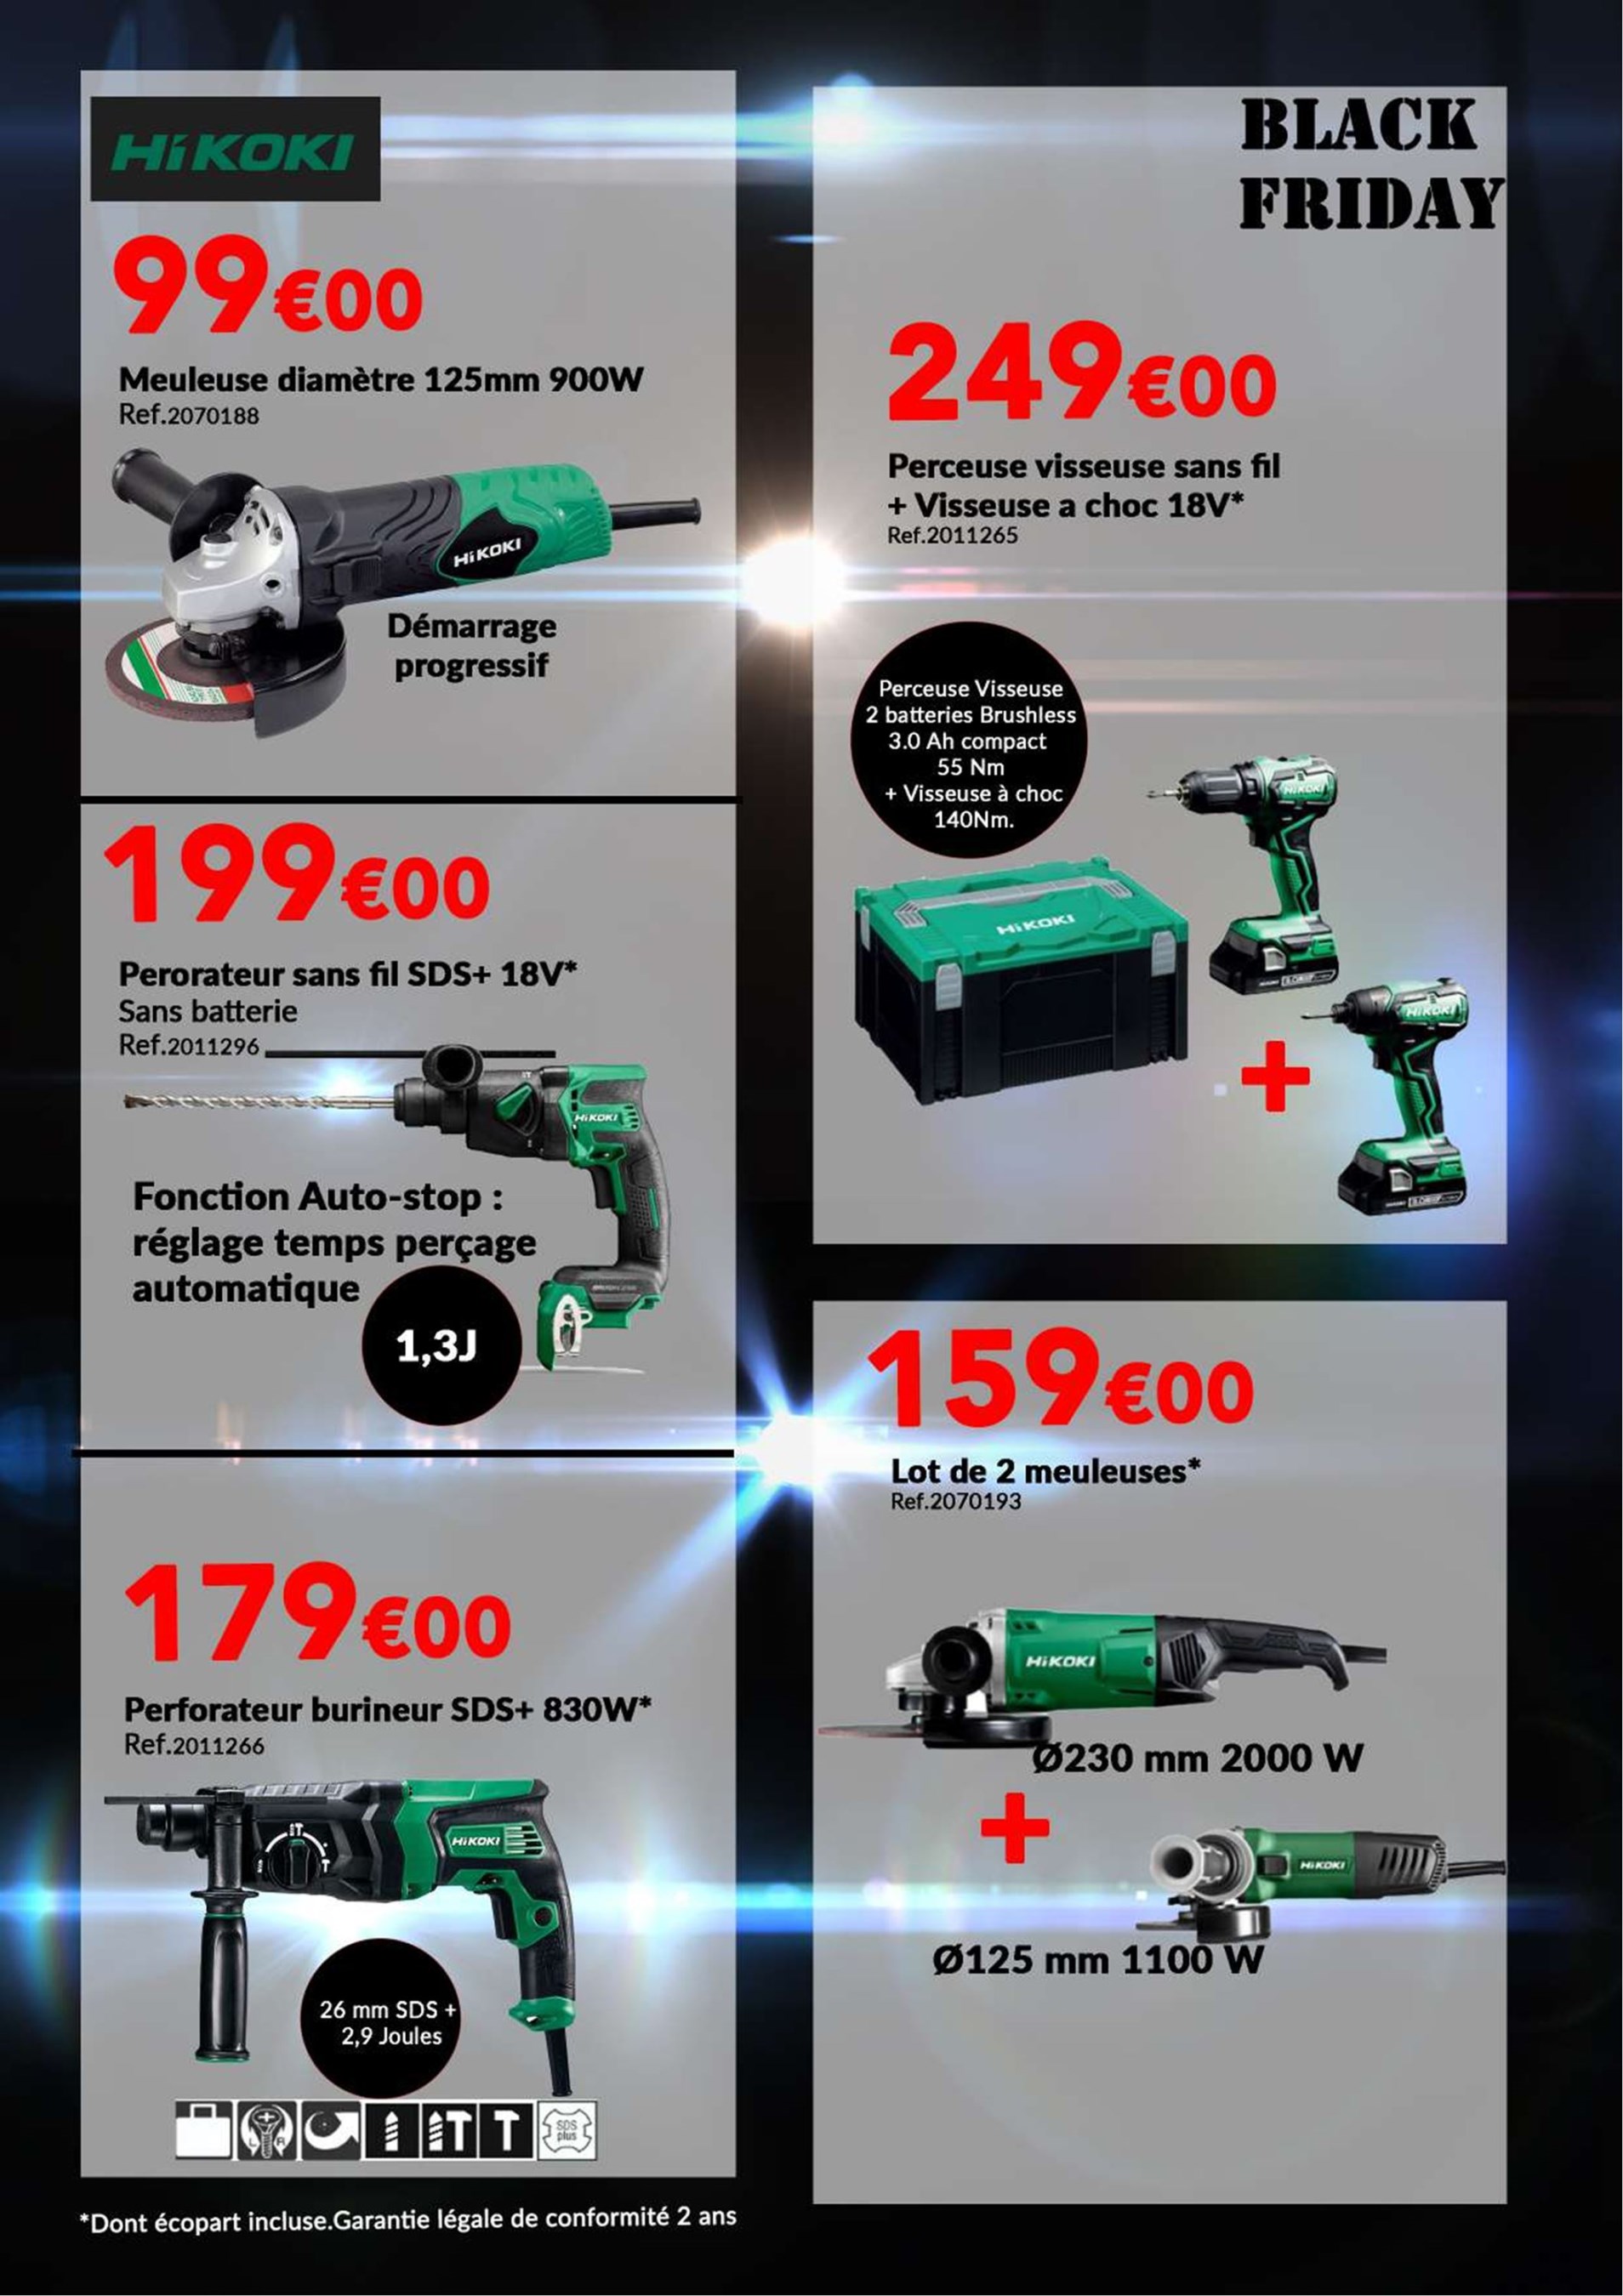 HiKOKI
99€00
Meuleuse diamètre 125mm 900W
Ref.2070188
HiKOKI
Démarrage
progressif
199€00
Perorateur sans fil SDS+ 18V*
Sans batterie
Ref.2011296
HiKOKI
Fonction Auto-stop :
réglage temps perçage
automatique
1,3J
179€00
Perforateur burineur SDS+ 830W*
Ref.2011266
HiKOKI
26 mm SDS +
2,9 Joules
L R
SDS
plus
*Dont écopart incluse.Garantie légale de conformité 2 ans
BLACK
FRIDAY
249€00
Perceuse visseuse sans fil
+ Visseuse a choc 18V*
Ref.2011265
Perceuse Visseuse
2 batteries Brushless
3.0 Ah compact
55 Nm
+ Visseuse à choc
140Nm.
HiKOKI
HiKOKI
+
HiKOKI
159€00
Lot de 2 meuleuses*
Ref.2070193
HiKOKI
Ø230 mm 2000 W
+
HiKOKI
Ø125 mm 1100 W